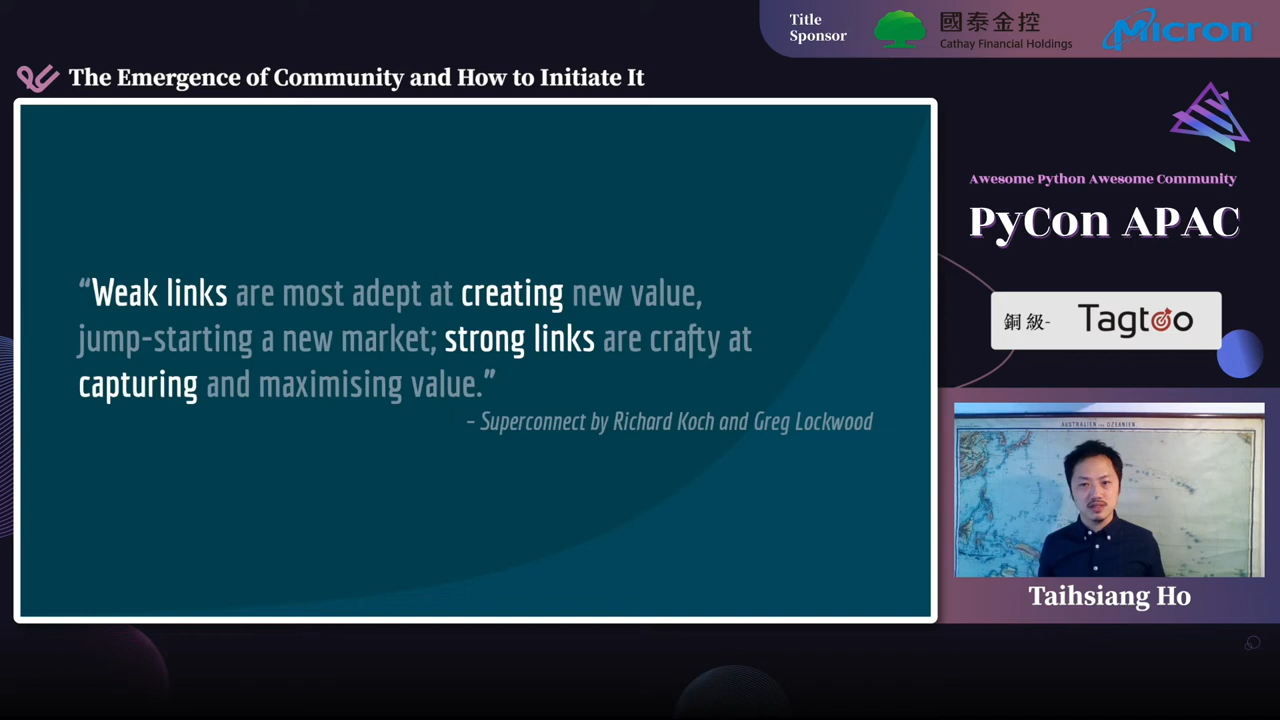 Title
Sponsor
國泰金控
Cathay Financial Holdings
Micron
The Emergence of Community and How to Initiate It
“Weak links are most adept at creating new value,
jump-starting a new market; strong links are crafty at
capturing and maximising value.”
– Superconnect by Richard Koch and Greg Lockwood
Awesome Python Awesome Community
PyCon APAC
銅級- Tagtoo
AUSTRALIEN UND OZEANIEN.
Taihsiang Ho